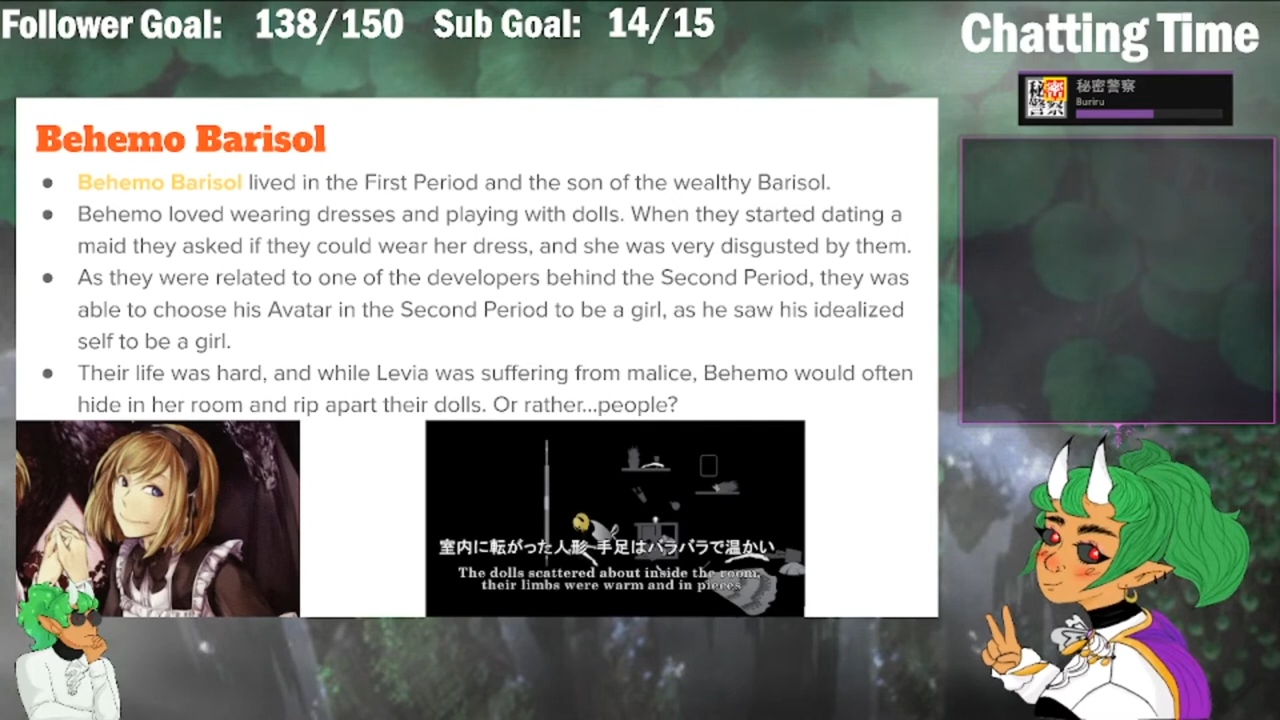 Follower Goal: 138/150 Sub Goal: 14/15
Chatting Time
秘密警察
Buriru
Behemo Barisol
● Behemo Barisol lived in the First Period and the son of the wealthy Barisol.
● Behemo loved wearing dresses and playing with dolls. When they started dating a
maid they asked if they could wear her dress, and she was very disgusted by them.
● As they were related to one of the developers behind the Second Period, they was
able to choose his Avatar in the Second Period to be a girl, as he saw his idealized
self to be a girl.
● Their life was hard, and while Levia was suffering from malice, Behemo would often
hide in her room and rip apart their dolls. Or rather...people?
室内に転がった人形 手足はバラバラで温かい
The dolls scattered about inside the room,
their limbs were warm and in pieces